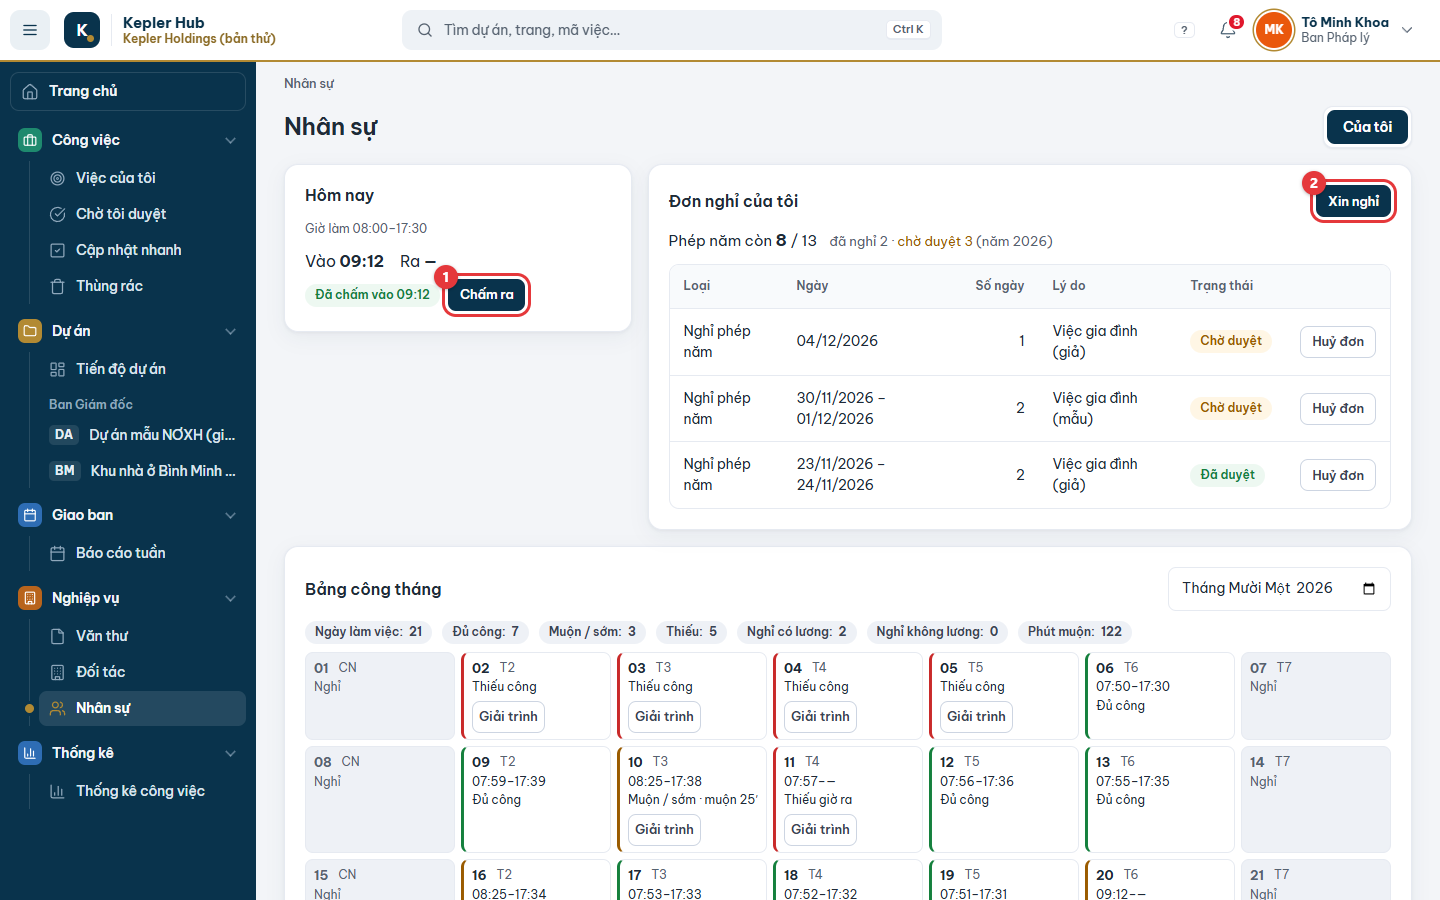 K
Kepler Hub
Kepler Holdings (bản thử)
Tìm dự án, trang, mã việc...
Ctrl K
?
8
MK
Tô Minh Khoa
Ban Pháp lý
Trang chủ
Công việc
Việc của tôi
Chờ tôi duyệt
Cập nhật nhanh
Thùng rác
Dự án
Tiến độ dự án
Ban Giám đốc
DA Dự án mẫu NƠXH (gi...
BM Khu nhà ở Bình Minh ...
Giao ban
Báo cáo tuần
Nghiệp vụ
Văn thư
Đối tác
Nhân sự
Thống kê
Thống kê công việc
Nhân sự
Nhân sự
Của tôi
Hôm nay
Giờ làm 08:00–17:30
Vào 09:12 Ra —
1
Đã chấm vào 09:12
Chấm ra
Đơn nghỉ của tôi
2
Xin nghỉ
Phép năm còn 8 / 13 đã nghỉ 2 · chờ duyệt 3 (năm 2026)
Loại Ngày Số ngày Lý do Trạng thái
Nghỉ phép năm 04/12/2026 1 Việc gia đình (giả) Chờ duyệt Huỷ đơn
Nghỉ phép năm 30/11/2026 – 01/12/2026 2 Việc gia đình (mẫu) Chờ duyệt Huỷ đơn
Nghỉ phép năm 23/11/2026 – 24/11/2026 2 Việc gia đình (giả) Đã duyệt Huỷ đơn
Bảng công tháng
Tháng Mười Một 2026
Ngày làm việc: 21 Đủ công: 7 Muộn / sớm: 3 Thiếu: 5 Nghỉ có lương: 2 Nghỉ không lương: 0 Phút muộn: 122
01 CN 02 T2 03 T3 04 T4 05 T5 06 T6 07 T7
Nghỉ Thiếu công Thiếu công Thiếu công Thiếu công 07:50–17:30 Nghỉ
Đủ công
Giải trình Giải trình Giải trình Giải trình
08 CN 09 T2 10 T3 11 T4 12 T5 13 T6 14 T7
Nghỉ 07:59–17:39 08:25–17:38 07:57–— 07:56–17:36 07:55–17:35 Nghỉ
Đủ công Muộn / sớm · muộn 25' Thiếu giờ ra Đủ công Đủ công
Giải trình Giải trình
15 CN 16 T2 17 T3 18 T4 19 T5 20 T6 21 T7
Nghỉ 08:25–17:34 07:53–17:33 07:52–17:32 07:51–17:31 09:12–— Nghỉ